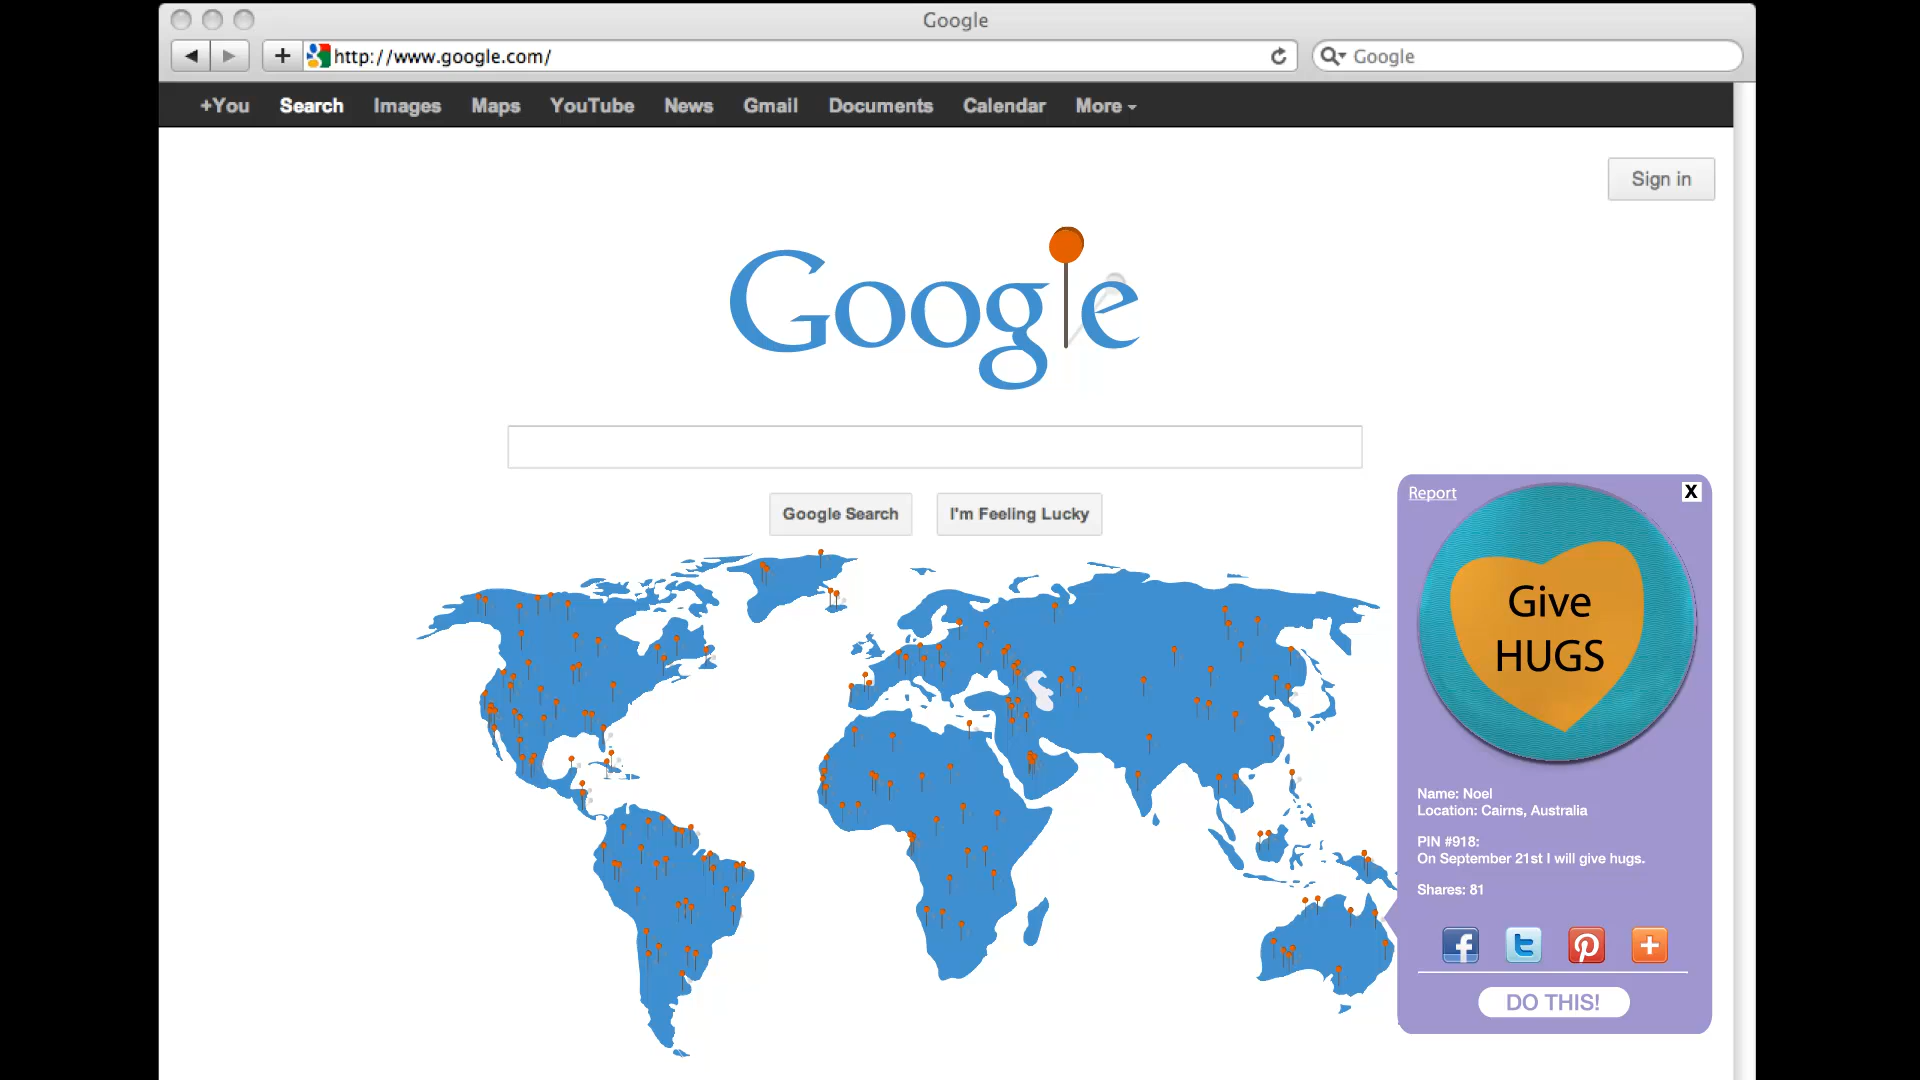 Google
http://www.google.com/
Google
+You Search Images Maps YouTube News Gmail Documents Calendar More
Sign in
Google
Google Search
I'm Feeling Lucky
Report
X
Give
HUGS
Name: Noel
Location: Cairns, Australia
PIN #918:
On September 21st I will give hugs.
Shares: 81
DO THIS!